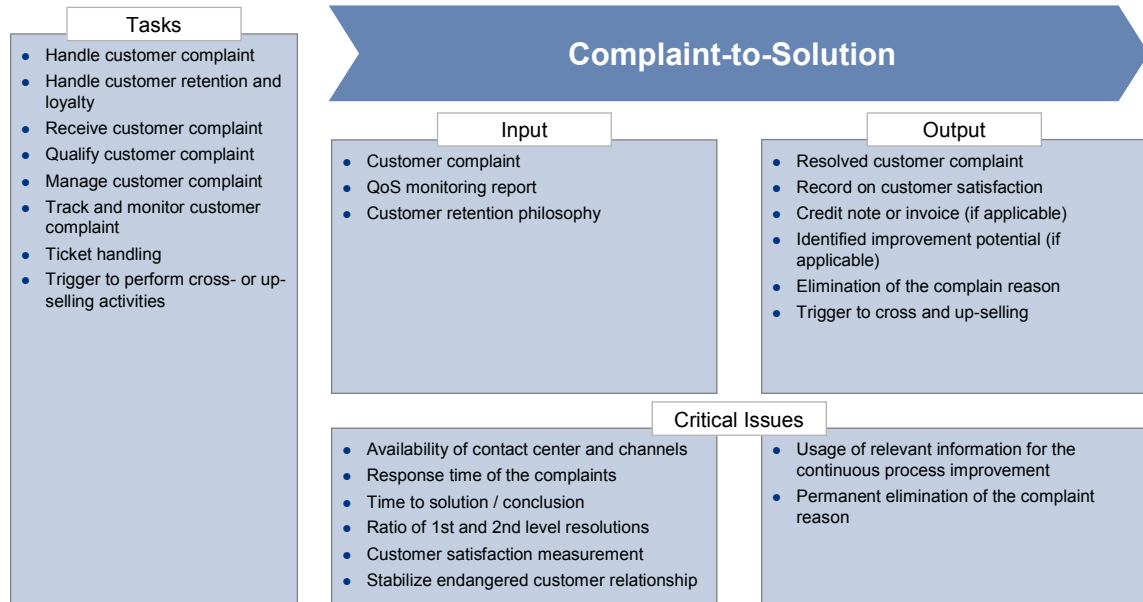 Tasks
Handle customer complaint
Handle customer retention and
loyalty
Receive customer complaint
Qualify customer complaint
Manage customer complaint
Track and monitor customer
complaint
Ticket handling
Trigger to perform cross- or up-
selling activities
Complaint-to-Solution
Input
Customer complaint
QoS monitoring report
Customer retention philosophy
Output
Resolved customer complaint
Record on customer satisfaction
Credit note or invoice (if applicable)
Identified improvement potential (if
applicable)
Elimination of the complain reason
Trigger to cross and up-selling
Critical Issues
Availability of contact center and channels
Response time of the complaints
Time to solution / conclusion
Ratio of 1st and 2nd level resolutions
Customer satisfaction measurement
Stabilize endangered customer relationship
Usage of relevant information for the
continuous process improvement
Permanent elimination of the complaint
reason